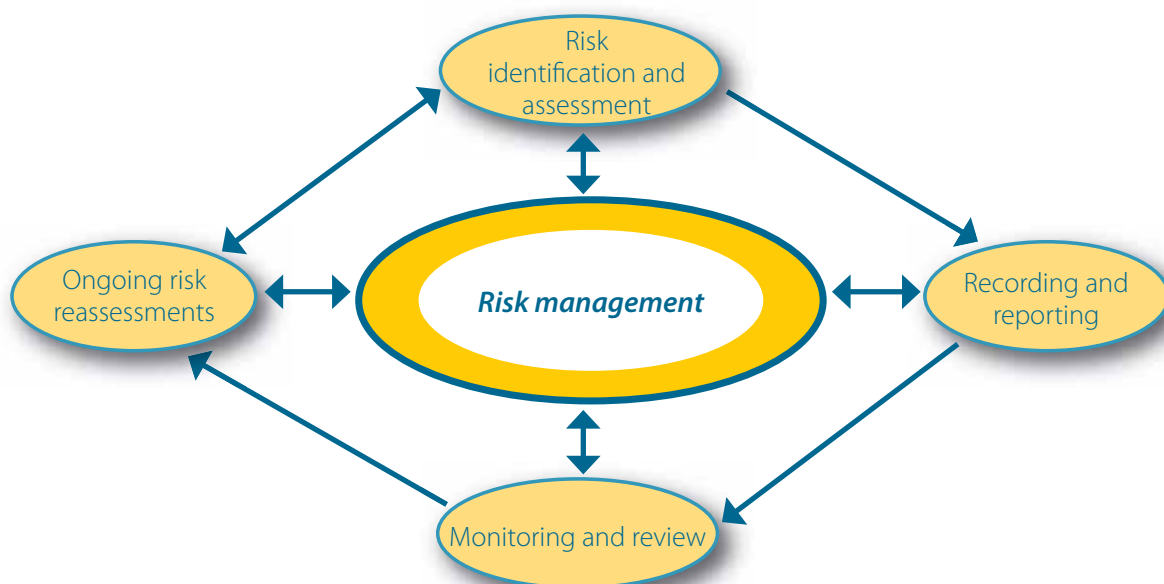 Risk
identification and
assessment
Ongoing risk
reassessments
Risk management
Recording and
reporting
Monitoring and review